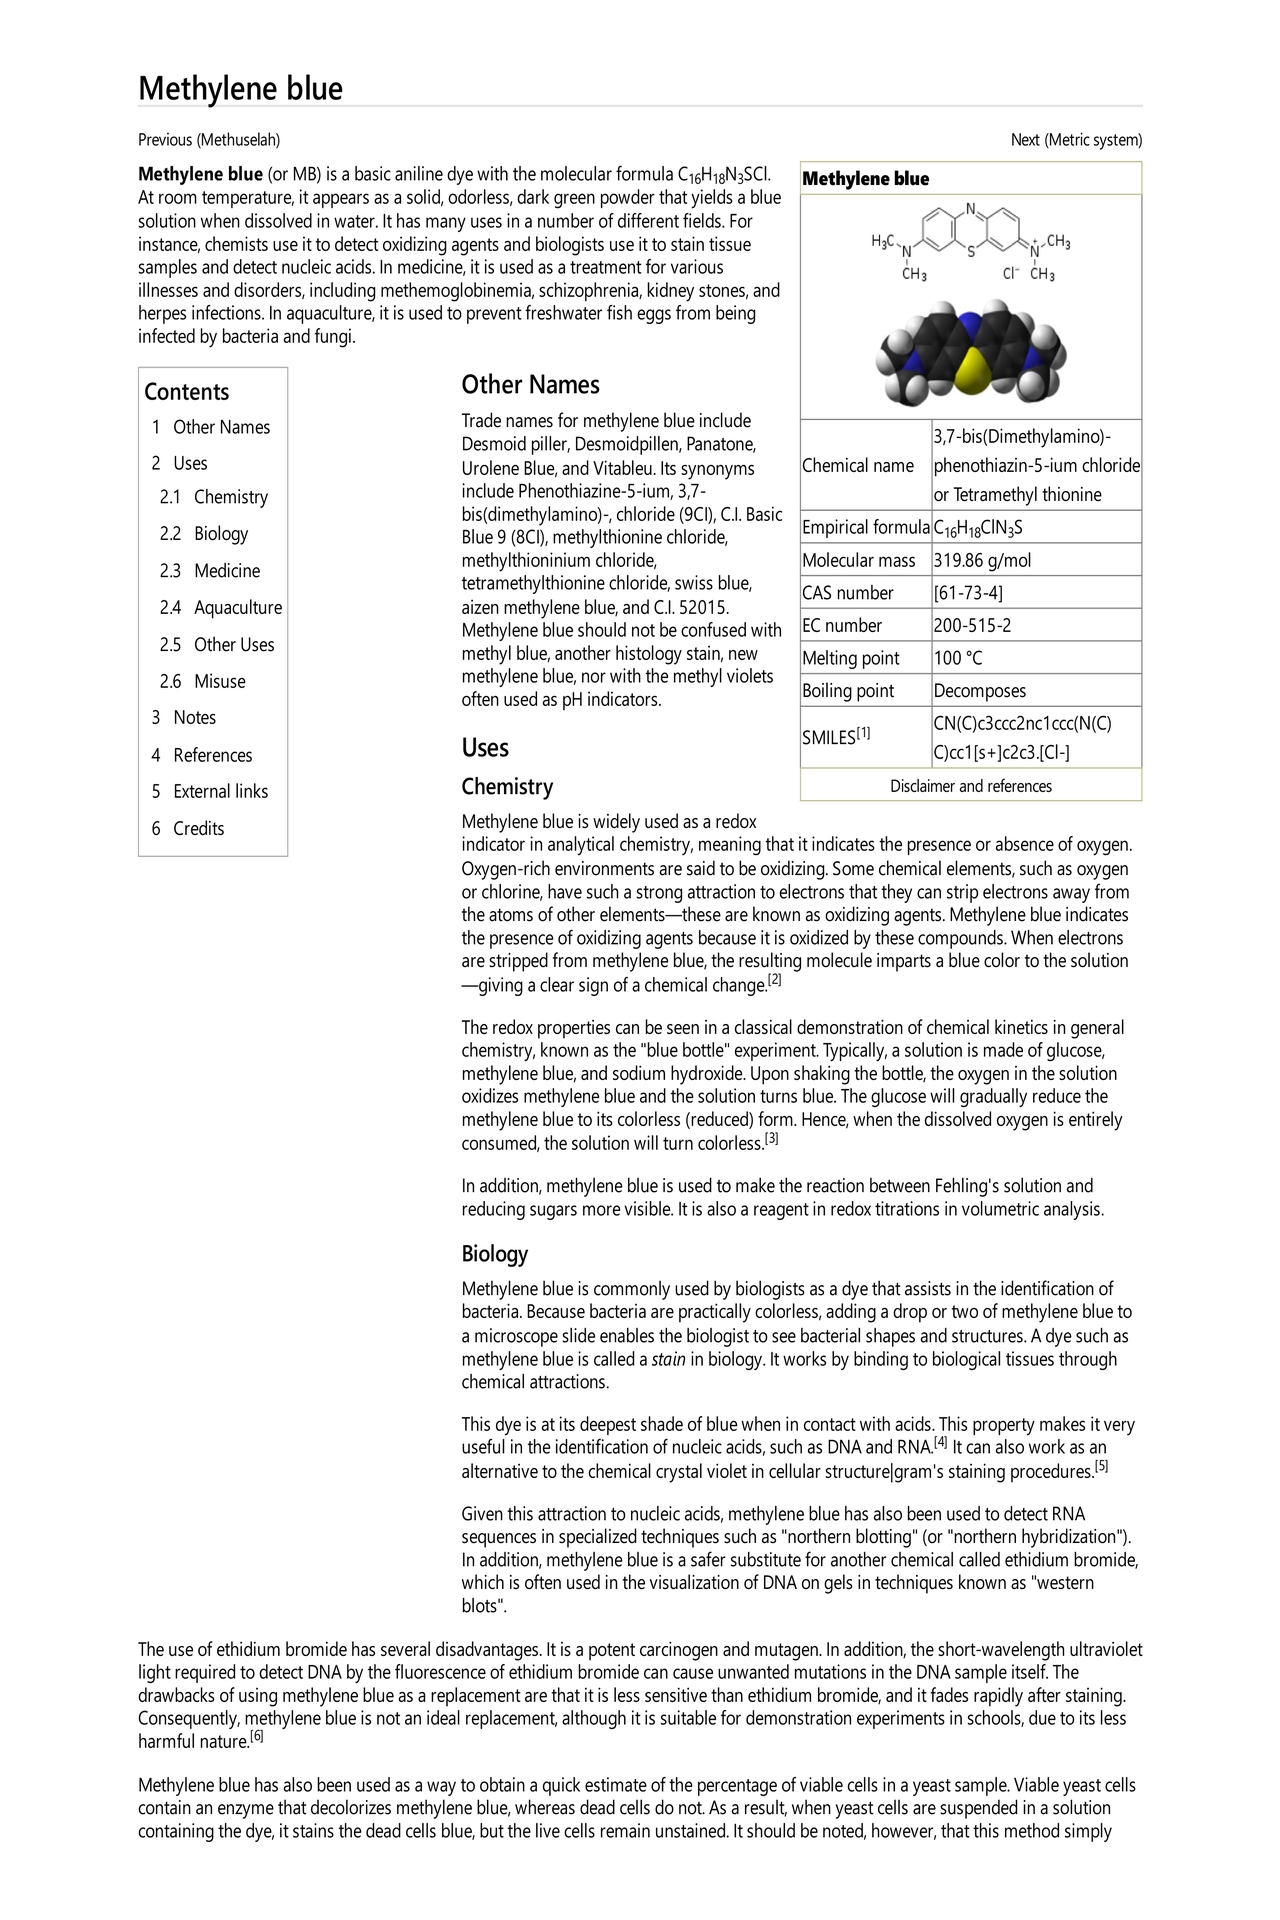 Methylene blue
Previous (Methuselah)
Next (Metric system)
Methylene blue (or MB) is a basic aniline dye with the molecular formula C16H18N3SCl.
At room temperature, it appears as a solid, odorless, dark green powder that yields a blue
solution when dissolved in water. It has many uses in a number of different fields. For
instance, chemists use it to detect oxidizing agents and biologists use it to stain tissue
samples and detect nucleic acids. In medicine, it is used as a treatment for various
illnesses and disorders, including methemoglobinemia, schizophrenia, kidney stones, and
herpes infections. In aquaculture, it is used to prevent freshwater fish eggs from being
infected by bacteria and fungi.
Methylene blue
N
H3C N S N+ CH3
CH3 Cl− CH3
Chemical name
3,7-bis(Dimethylamino)-
phenothiazin-5-ium chloride
or Tetramethyl thionine
Empirical formula C16H18ClN3S
Molecular mass 319.86 g/mol
CAS number [61-73-4]
EC number 200-515-2
Melting point 100 °C
Boiling point Decomposes
SMILES[1]
CN(C)c3ccc2nc1ccc(N(C)
C)cc1[s+]c2c3.[Cl-]
Disclaimer and references
Contents
1 Other Names
2 Uses
2.1 Chemistry
2.2 Biology
2.3 Medicine
2.4 Aquaculture
2.5 Other Uses
2.6 Misuse
3 Notes
4 References
5 External links
6 Credits
Other Names
Trade names for methylene blue include
Desmoid piller, Desmoidpillen, Panatone,
Urolene Blue, and Vitableu. Its synonyms
include Phenothiazine-5-ium, 3,7-
bis(dimethylamino)-, chloride (9CI), C.I. Basic
Blue 9 (8CI), methylthionine chloride,
methylthioninium chloride,
tetramethylthionine chloride, swiss blue,
aizen methylene blue, and C.I. 52015.
Methylene blue should not be confused with
methyl blue, another histology stain, new
methylene blue, nor with the methyl violets
often used as pH indicators.
Uses
Chemistry
Methylene blue is widely used as a redox
indicator in analytical chemistry, meaning that it indicates the presence or absence of oxygen.
Oxygen-rich environments are said to be oxidizing. Some chemical elements, such as oxygen
or chlorine, have such a strong attraction to electrons that they can strip electrons away from
the atoms of other elements—these are known as oxidizing agents. Methylene blue indicates
the presence of oxidizing agents because it is oxidized by these compounds. When electrons
are stripped from methylene blue, the resulting molecule imparts a blue color to the solution
—giving a clear sign of a chemical change.[2]
The redox properties can be seen in a classical demonstration of chemical kinetics in general
chemistry, known as the "blue bottle" experiment. Typically, a solution is made of glucose,
methylene blue, and sodium hydroxide. Upon shaking the bottle, the oxygen in the solution
oxidizes methylene blue and the solution turns blue. The glucose will gradually reduce the
methylene blue to its colorless (reduced) form. Hence, when the dissolved oxygen is entirely
consumed, the solution will turn colorless.[3]
In addition, methylene blue is used to make the reaction between Fehling's solution and
reducing sugars more visible. It is also a reagent in redox titrations in volumetric analysis.
Biology
Methylene blue is commonly used by biologists as a dye that assists in the identification of
bacteria. Because bacteria are practically colorless, adding a drop or two of methylene blue to
a microscope slide enables the biologist to see bacterial shapes and structures. A dye such as
methylene blue is called a stain in biology. It works by binding to biological tissues through
chemical attractions.
This dye is at its deepest shade of blue when in contact with acids. This property makes it very
useful in the identification of nucleic acids, such as DNA and RNA.[4] It can also work as an
alternative to the chemical crystal violet in cellular structure|gram's staining procedures.[5]
Given this attraction to nucleic acids, methylene blue has also been used to detect RNA
sequences in specialized techniques such as "northern blotting" (or "northern hybridization").
In addition, methylene blue is a safer substitute for another chemical called ethidium bromide,
which is often used in the visualization of DNA on gels in techniques known as "western
blots".
The use of ethidium bromide has several disadvantages. It is a potent carcinogen and mutagen. In addition, the short-wavelength ultraviolet
light required to detect DNA by the fluorescence of ethidium bromide can cause unwanted mutations in the DNA sample itself. The
drawbacks of using methylene blue as a replacement are that it is less sensitive than ethidium bromide, and it fades rapidly after staining.
Consequently, methylene blue is not an ideal replacement, although it is suitable for demonstration experiments in schools, due to its less
harmful nature.[6]
Methylene blue has also been used as a way to obtain a quick estimate of the percentage of viable cells in a yeast sample. Viable yeast cells
contain an enzyme that decolorizes methylene blue, whereas dead cells do not. As a result, when yeast cells are suspended in a solution
containing the dye, it stains the dead cells blue, but the live cells remain unstained. It should be noted, however, that this method simply